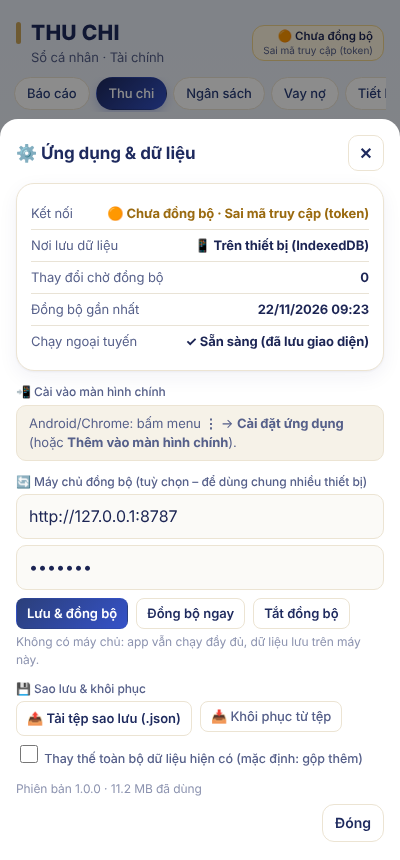 THU CHI
Sổ cá nhân · Tài chính
🟠 Chưa đồng bộ
Sai mã truy cập (token)
Báo cáo
Thu chi
Ngân sách
Vay nợ
Tiết
⚙️ Ứng dụng & dữ liệu
✕
Kết nối
🟠 Chưa đồng bộ · Sai mã truy cập (token)
Nơi lưu dữ liệu
📱 Trên thiết bị (IndexedDB)
Thay đổi chờ đồng bộ
0
Đồng bộ gần nhất
22/11/2026 09:23
Chạy ngoại tuyến
✓ Sẵn sàng (đã lưu giao diện)
📲 Cài vào màn hình chính
Android/Chrome: bấm menu ⋮ → Cài đặt ứng dụng
(hoặc Thêm vào màn hình chính).
🔄 Máy chủ đồng bộ (tuỳ chọn – để dùng chung nhiều thiết bị)
http://127.0.0.1:8787
•••••••
Lưu & đồng bộ
Đồng bộ ngay
Tắt đồng bộ
Không có máy chủ: app vẫn chạy đầy đủ, dữ liệu lưu trên máy
này.
💾 Sao lưu & khôi phục
📤 Tải tệp sao lưu (.json)
📥 Khôi phục từ tệp
Thay thế toàn bộ dữ liệu hiện có (mặc định: gộp thêm)
Phiên bản 1.0.0 · 11.2 MB đã dùng
Đóng